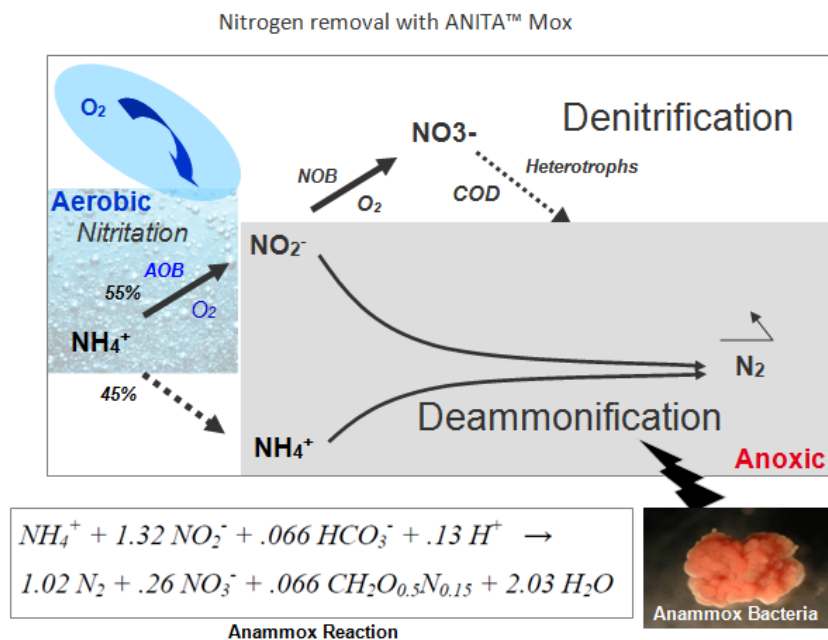 Nitrogen removal with ANITA™ Mox
O₂
NO3-
Denitrification
NOB
O₂
Heterotrophs
COD
Aerobic
Nitritation
AOB
55%
O₂
NH₄⁺
NO₂⁻
N₂
45%
NH₄⁺
Deammonification
Anoxic
NH₄⁺ + 1.32 NO₂⁻ + .066 HCO₃⁻ + .13 H⁺ →
1.02 N₂ + .26 NO₃⁻ + .066 CH₂O₀.₅N₀.₁₅ + 2.03 H₂O
Anammox Reaction
Anammox Bacteria